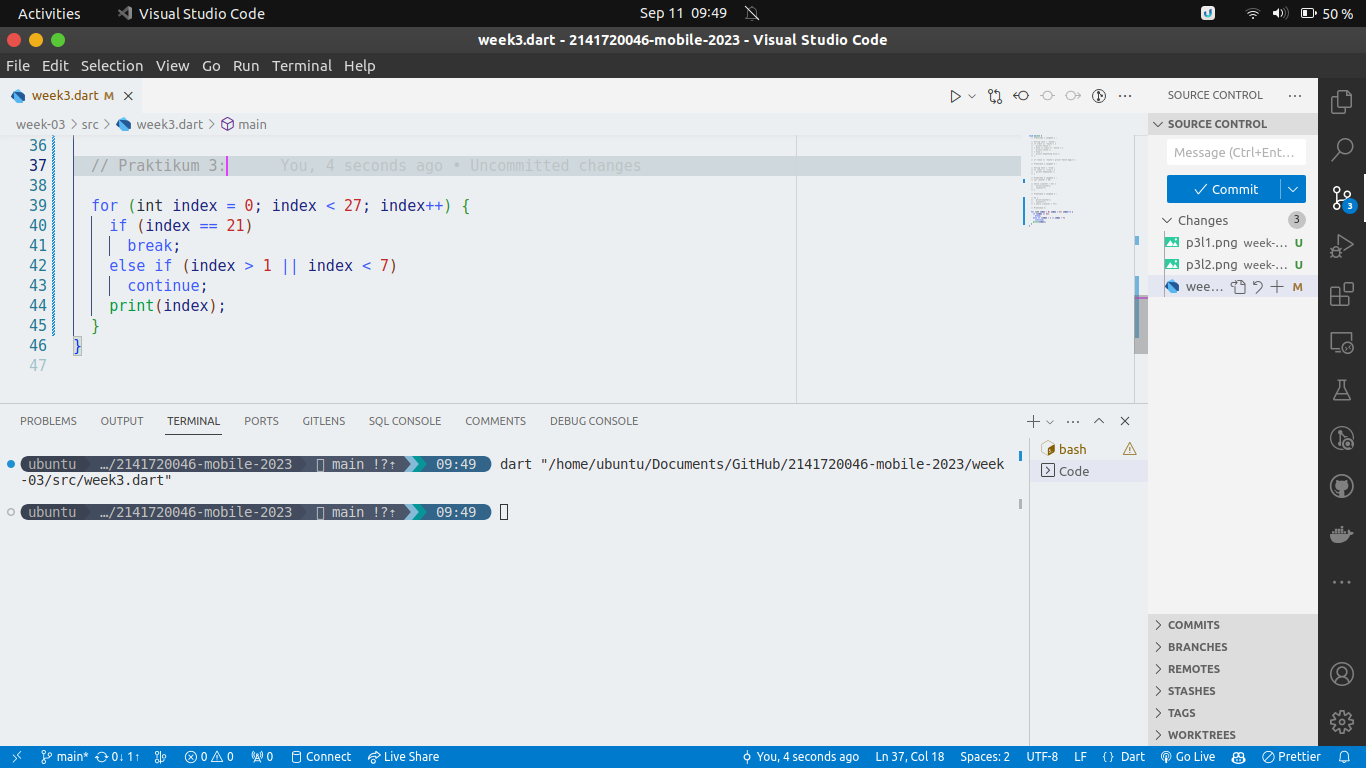 Activities
Visual Studio Code
Sep 11 09:49
50 %
week3.dart - 2141720046-mobile-2023 - Visual Studio Code
File Edit Selection View Go Run Terminal Help
week3.dart M
week-03 > src > week3.dart > main
36
37 // Praktikum 3: You, 4 seconds ago • Uncommitted changes
38
39 for (int index = 0; index < 27; index++) {
40 if (index == 21)
41 break;
42 else if (index > 1 || index < 7)
43 continue;
44 print(index);
45 }
46 }
47
PROBLEMS OUTPUT TERMINAL PORTS GITLENS SQL CONSOLE COMMENTS DEBUG CONSOLE
ubuntu …/2141720046-mobile-2023 main !?⇡ 09:49 dart "/home/ubuntu/Documents/GitHub/2141720046-mobile-2023/week
-03/src/week3.dart"
ubuntu …/2141720046-mobile-2023 main !?⇡ 09:49
bash
Code
SOURCE CONTROL
SOURCE CONTROL
Message (Ctrl+Ent…
Commit
Changes 3
p3l1.png week-... U
p3l2.png week-... U
wee... M
3
COMMITS
BRANCHES
REMOTES
STASHES
TAGS
WORKTREES
main* 0↓ 1↑ 0 0 0 Connect Live Share You, 4 seconds ago Ln 37, Col 18 Spaces: 2 UTF-8 LF { } Dart Go Live Prettier